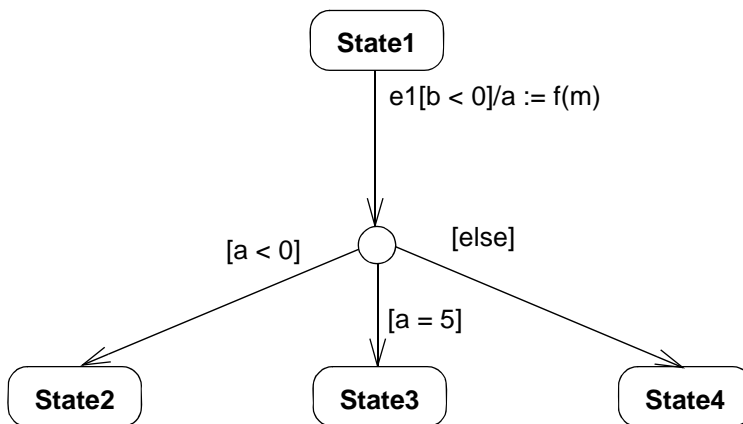 State1
e1[b < 0]/a := f(m)
[a < 0]
[else]
[a = 5]
State2
State3
State4